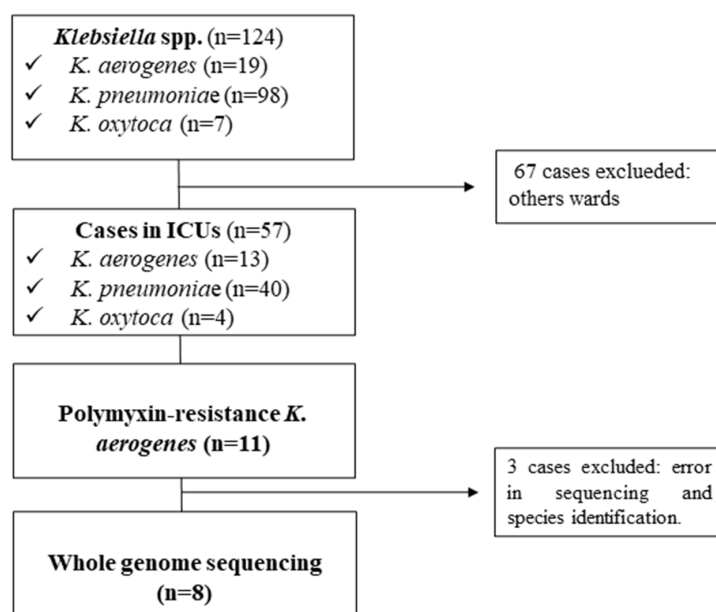 Klebsiella spp. (n=124)
✓ K. aerogenes (n=19)
✓ K. pneumoniae (n=98)
✓ K. oxytoca (n=7)
67 cases exclueded:
others wards
Cases in ICUs (n=57)
✓ K. aerogenes (n=13)
✓ K. pneumoniae (n=40)
✓ K. oxytoca (n=4)
Polymyxin-resistance K.
aerogenes (n=11)
3 cases excluded: error
in sequencing and
species identification.
Whole genome sequencing
(n=8)